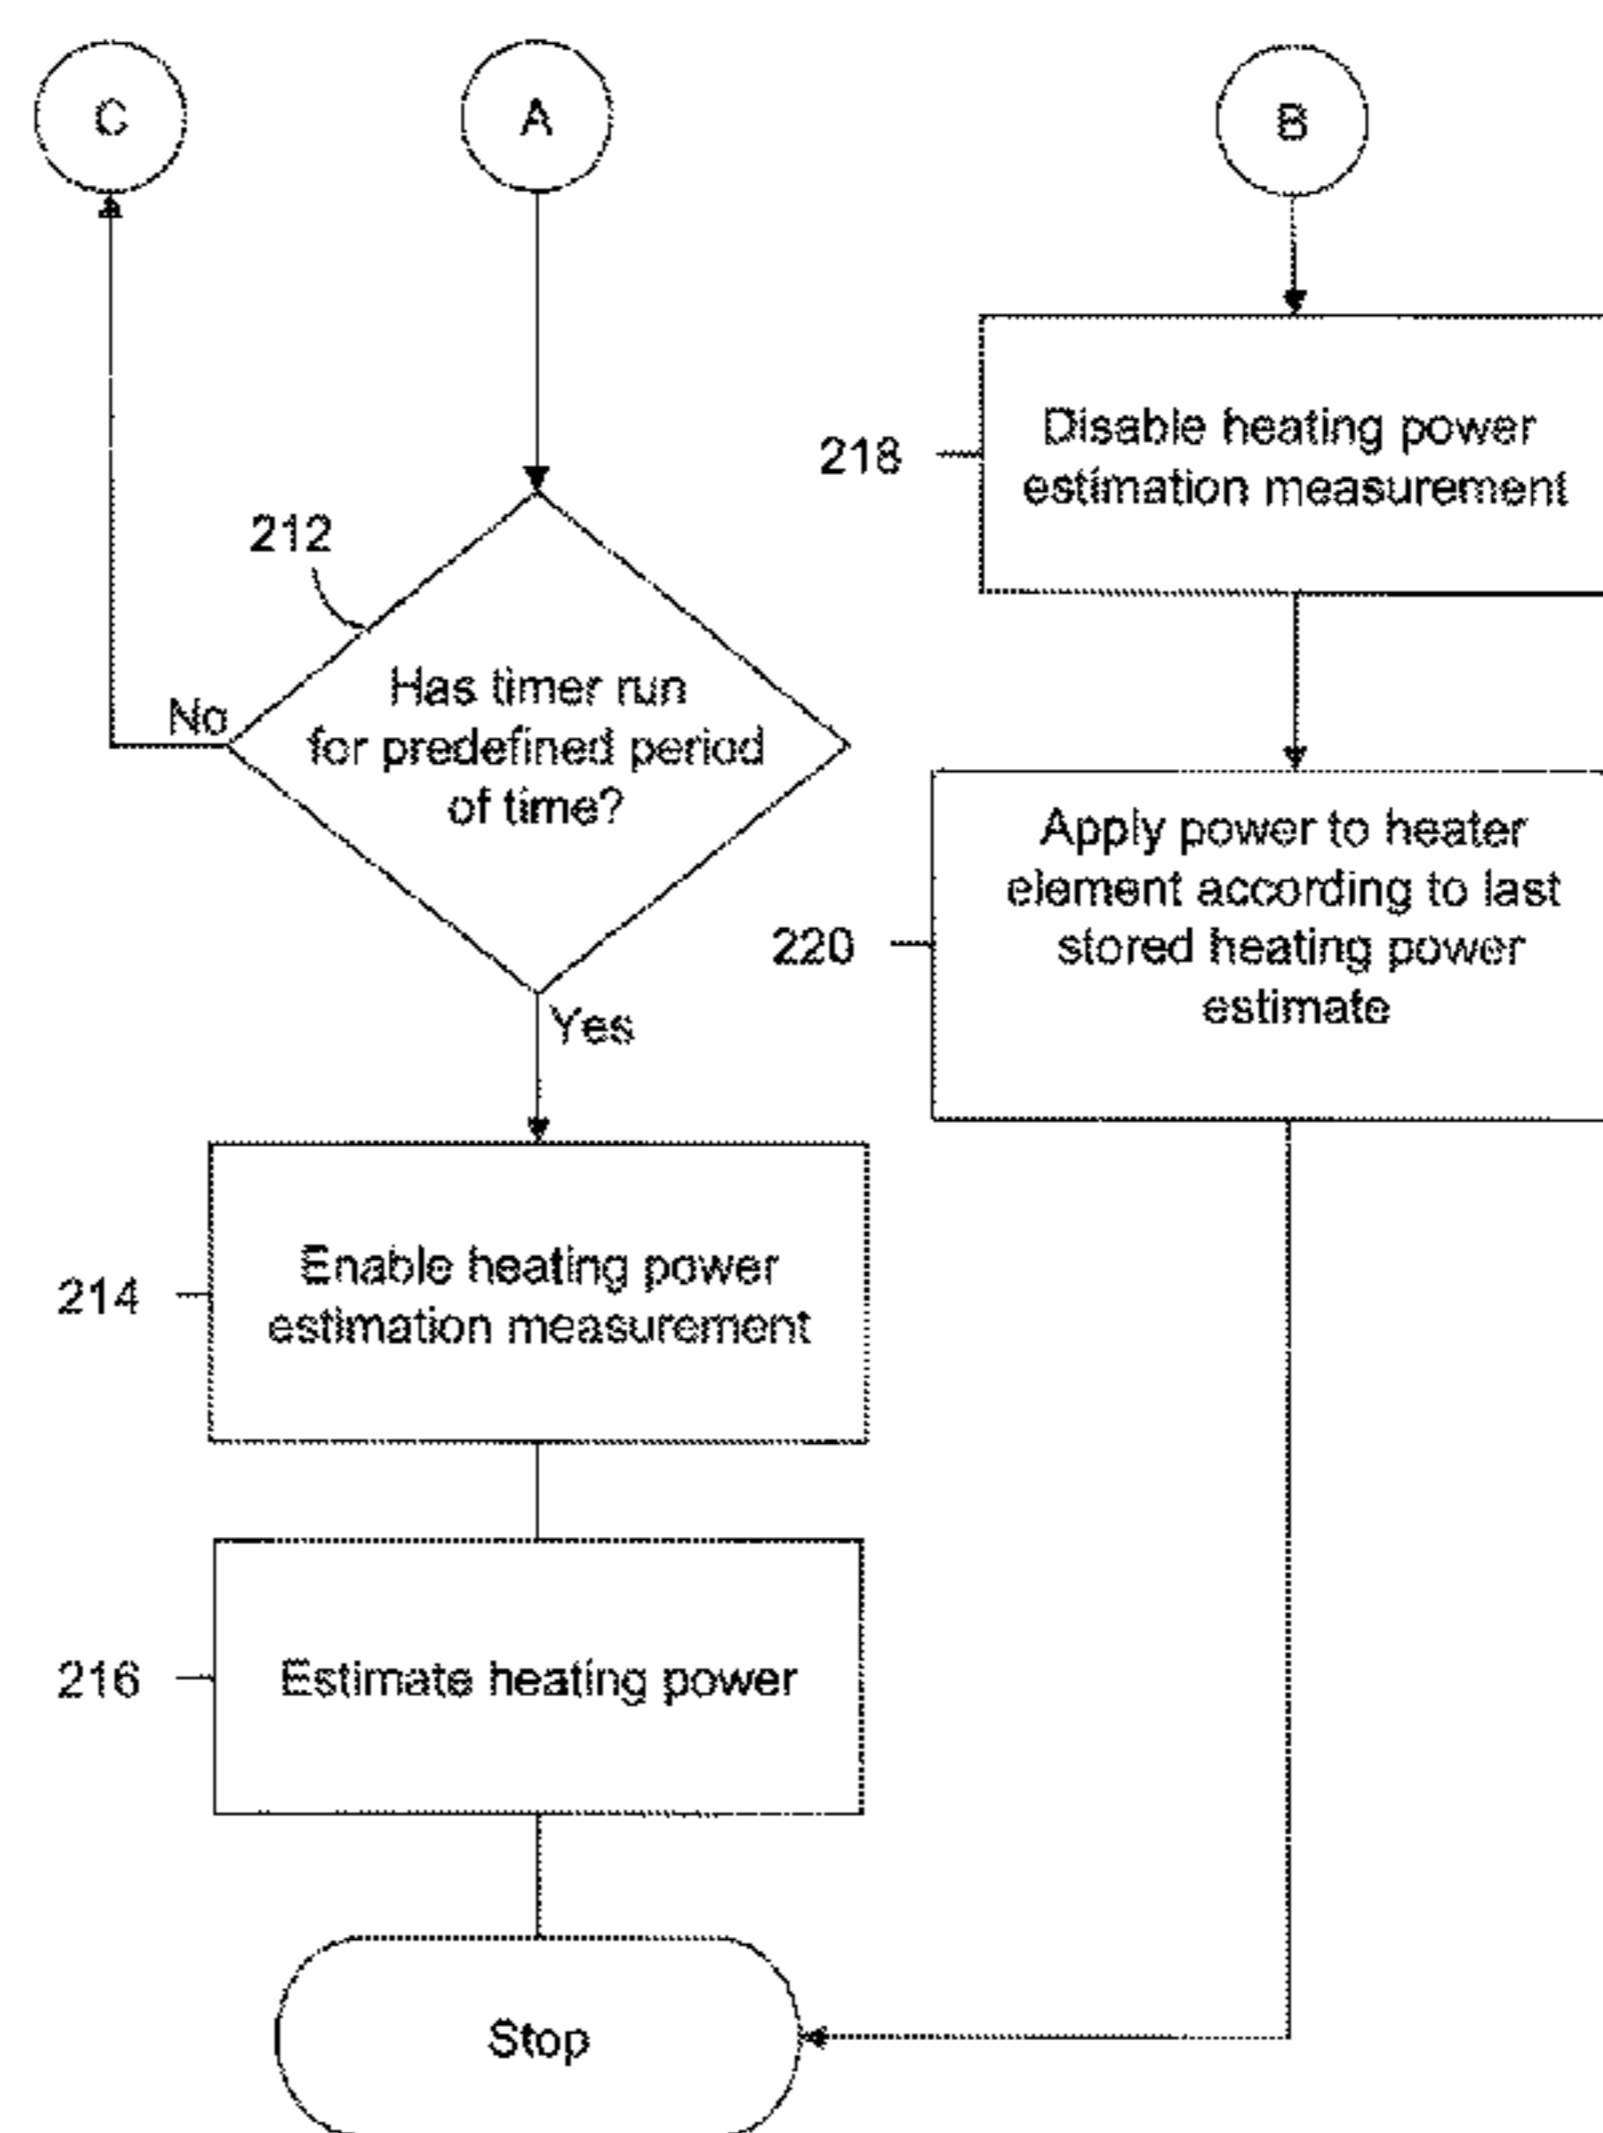 C
A
B
218
Disable heating power
estimation measurement
212
Has timer run
for predefined period
of time?
No
Yes
220
Apply power to heater
element according to last
stored heating power
estimate
214
Enable heating power
estimation measurement
216
Estimate heating power
Stop